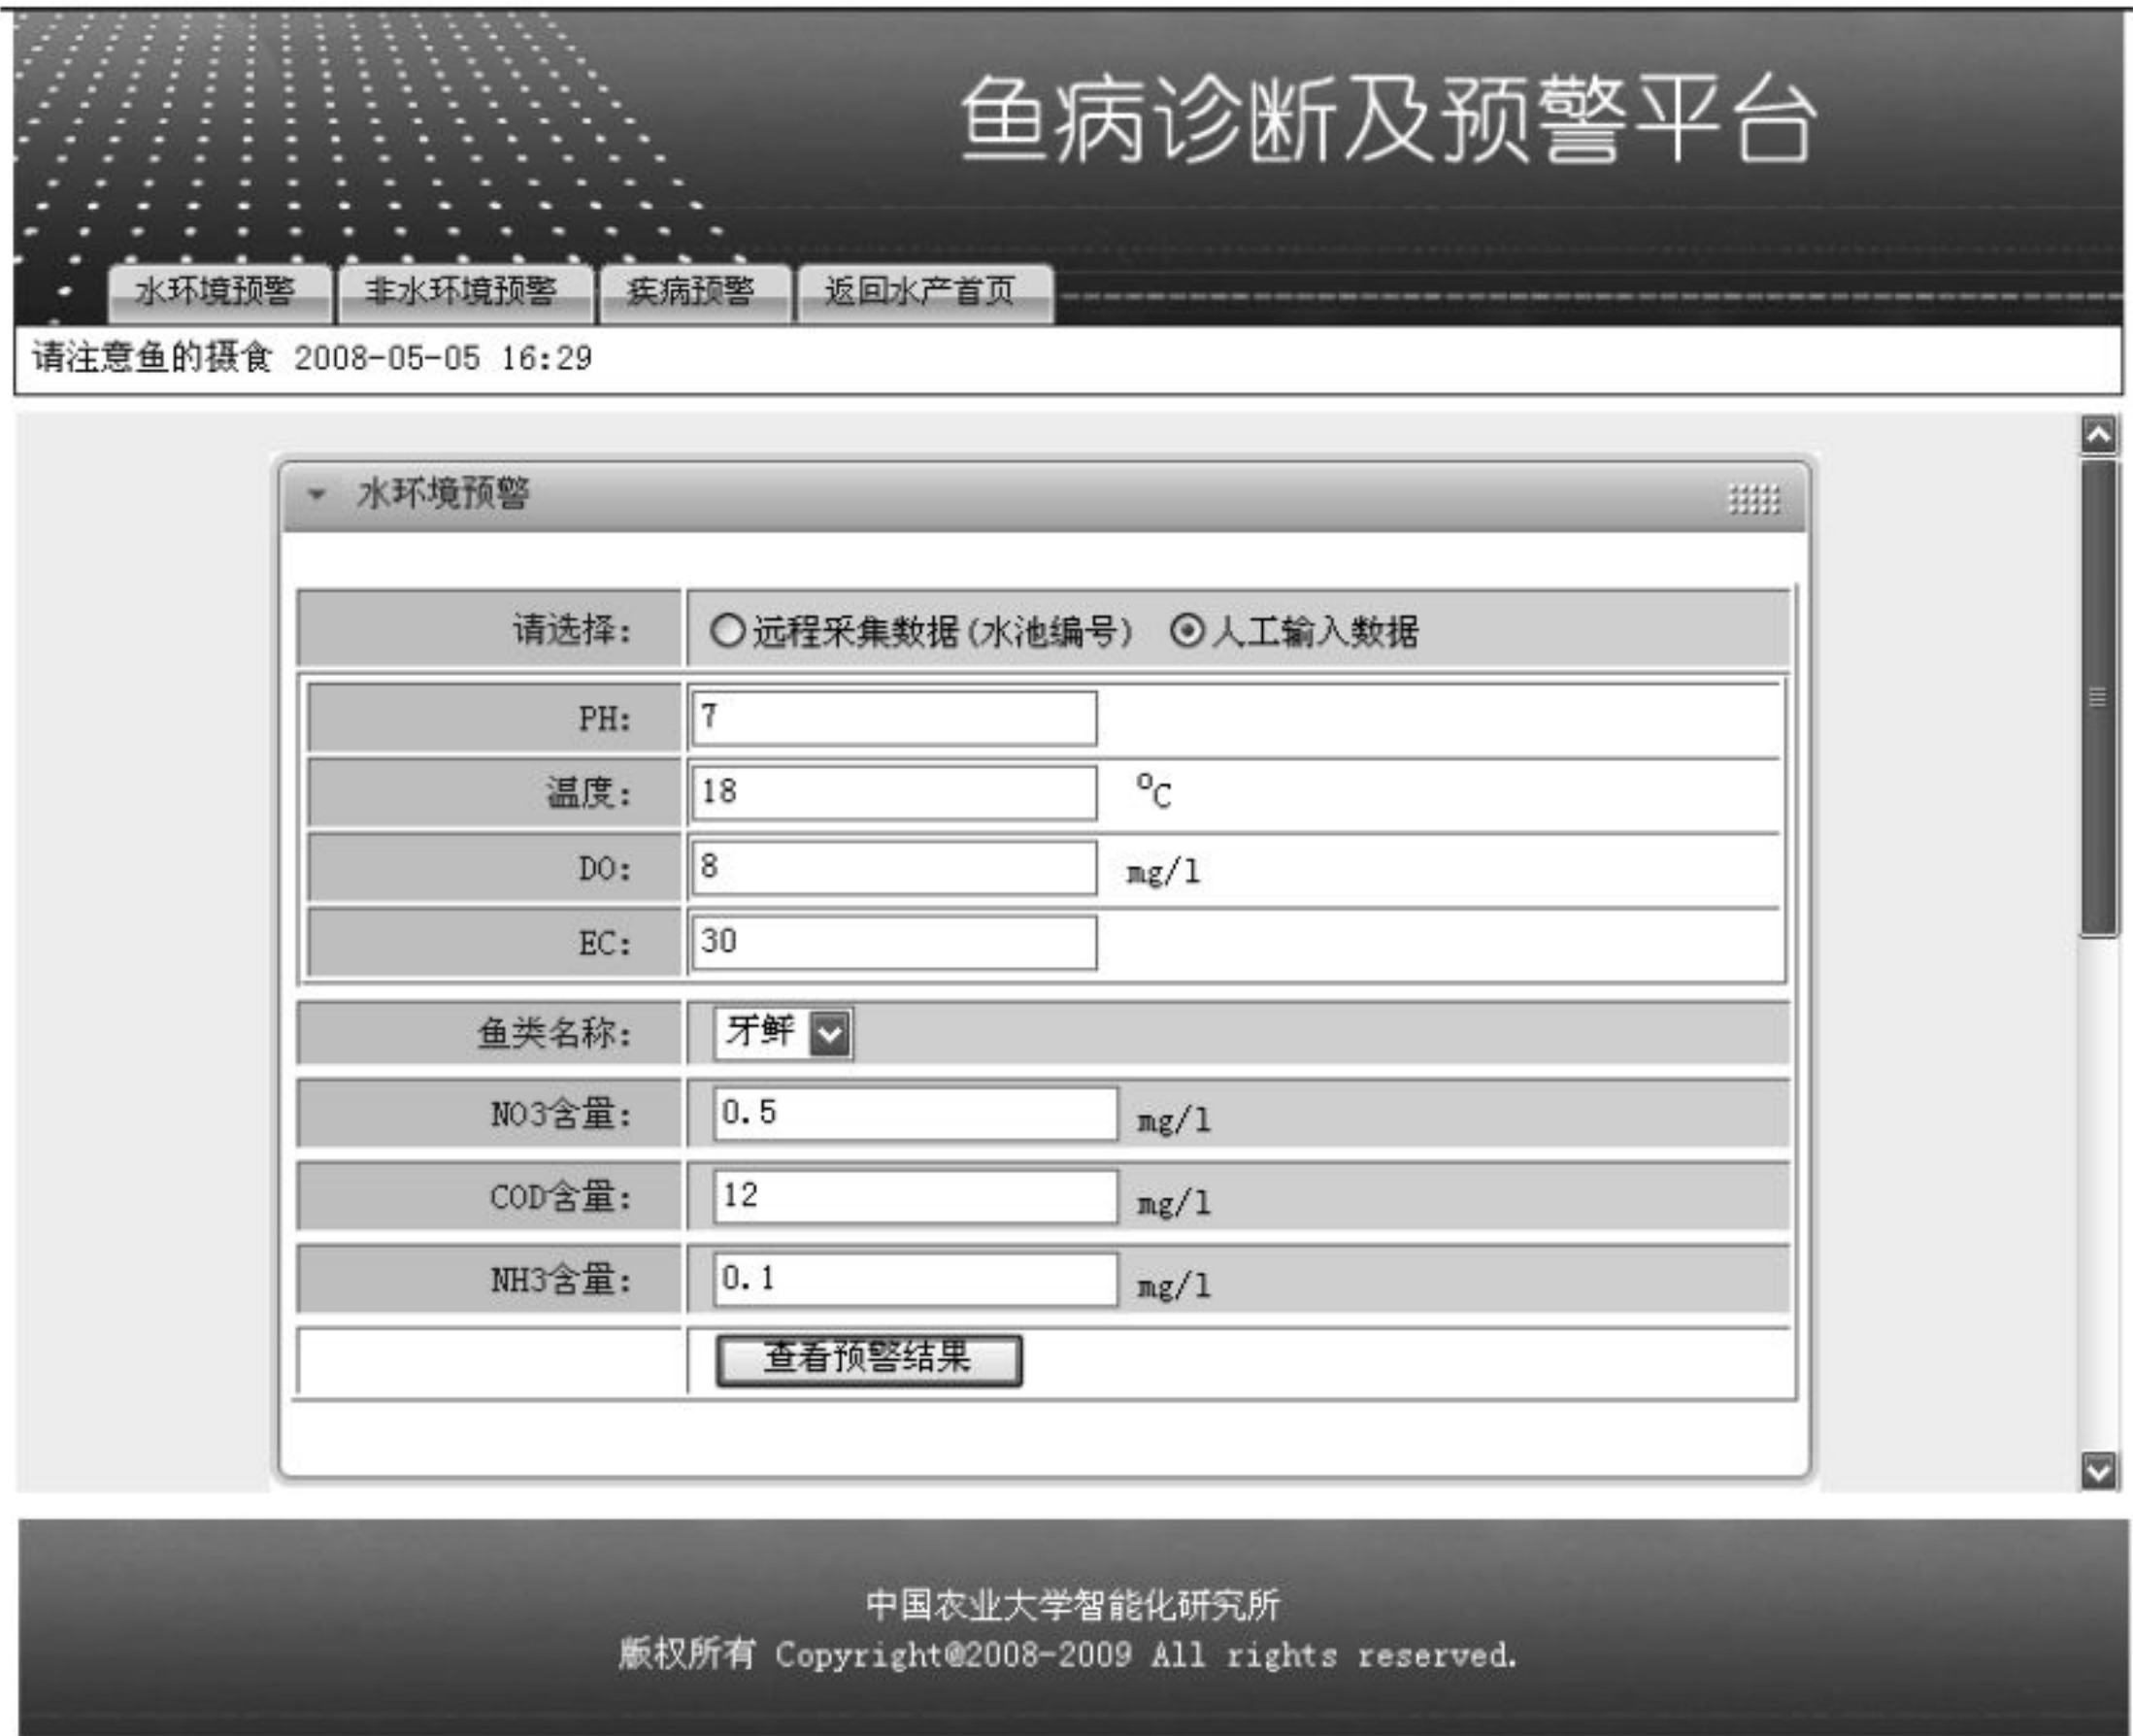 鱼病诊断及预警平台
水环境预警 非水环境预警 疾病预警 返回水产首页
请注意鱼的摄食 2008-05-05 16:29
水环境预警
请选择: 远程采集数据(水池编号) 人工输入数据
PH: 7
温度: 18 ⁰C
DO: 8 mg/l
EC: 30
鱼类名称: 牙鲆
NO3含量: 0.5 mg/l
COD含量: 12 mg/l
NH3含量: 0.1 mg/l
查看预警结果
中国农业大学智能化研究所
版权所有 Copyright@2008-2009 All rights reserved.